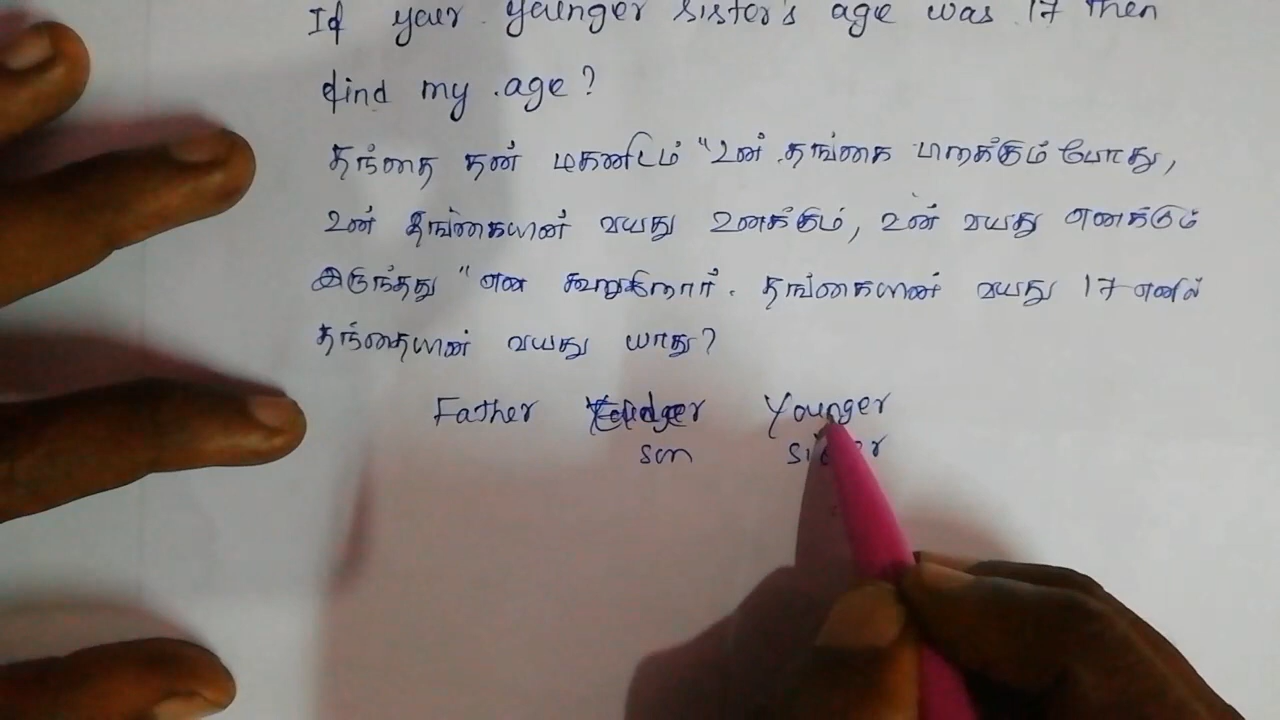 If your younger sister's age was 17 then
find my age?
தந்தை தன் மகனிடம் "உன் தங்கை பிறக்கும் போது,
உன் தங்கையின் வயது உனக்கும், உன் வயது எனக்கும்
இருந்தது" என கூறுகிறார். தங்கையின் வயது 17 எனில்
தந்தையின் வயது யாது?
Father Younger
son sister